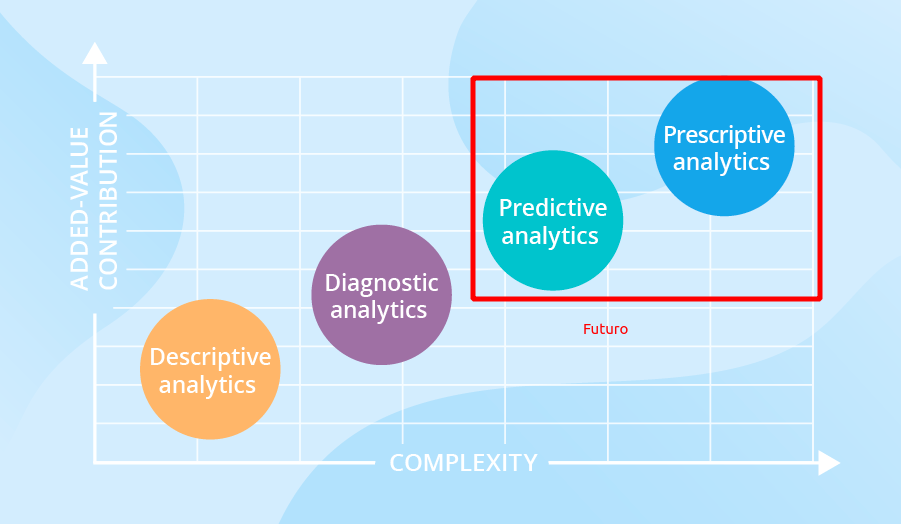 ADDED-VALUE
CONTRIBUTION
Prescriptive
analytics
Predictive
analytics
Diagnostic
analytics
Futuro
Descriptive
analytics
COMPLEXITY